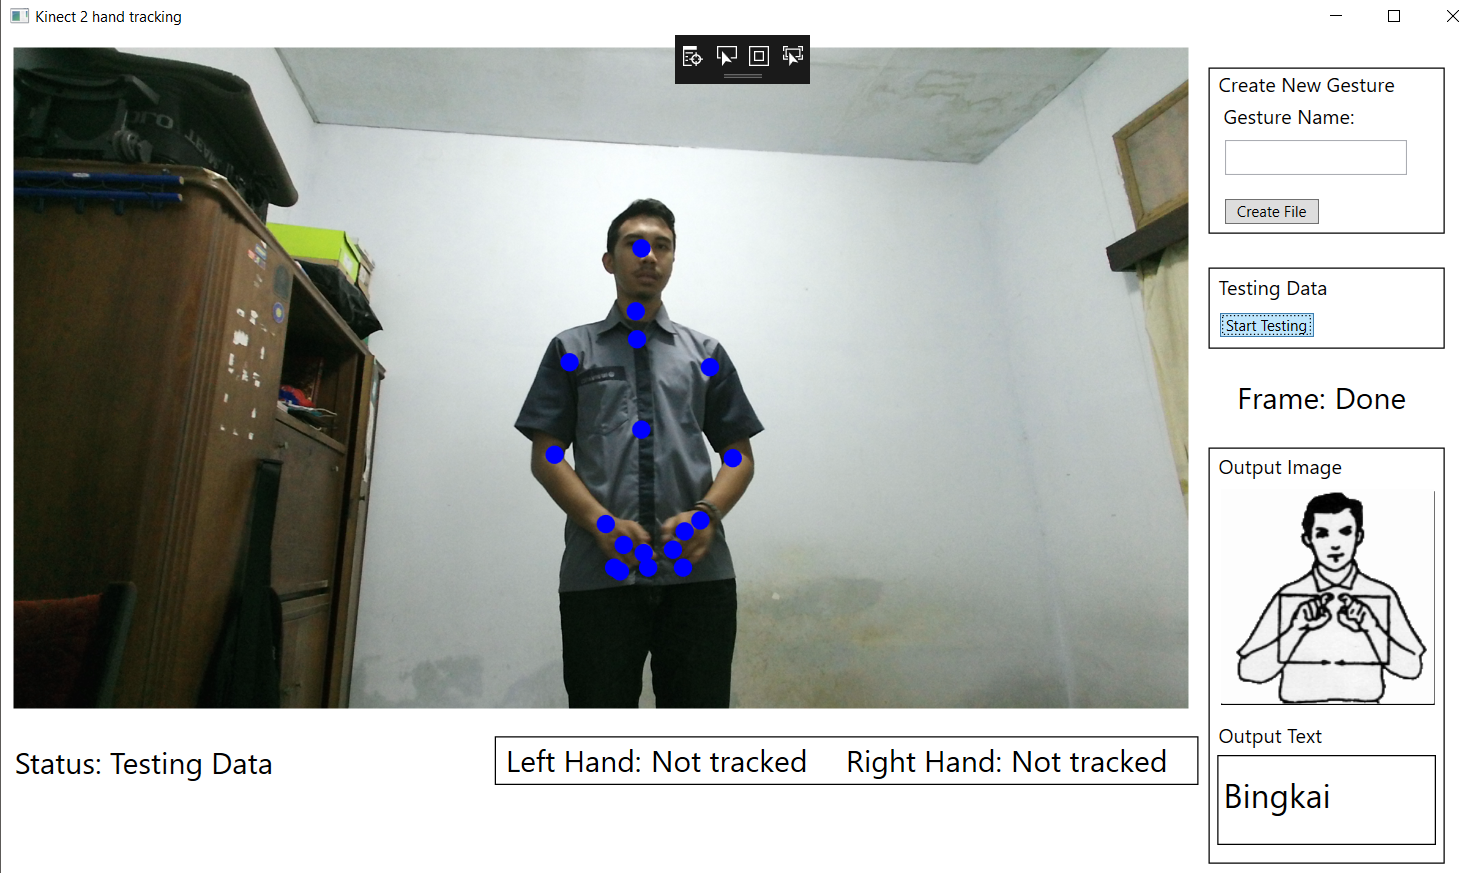 Kinect 2 hand tracking
Create New Gesture
Gesture Name:
Create File
Testing Data
Start Testing
Frame: Done
Output Image
Output Text
Bingkai
Status: Testing Data
Left Hand: Not tracked Right Hand: Not tracked